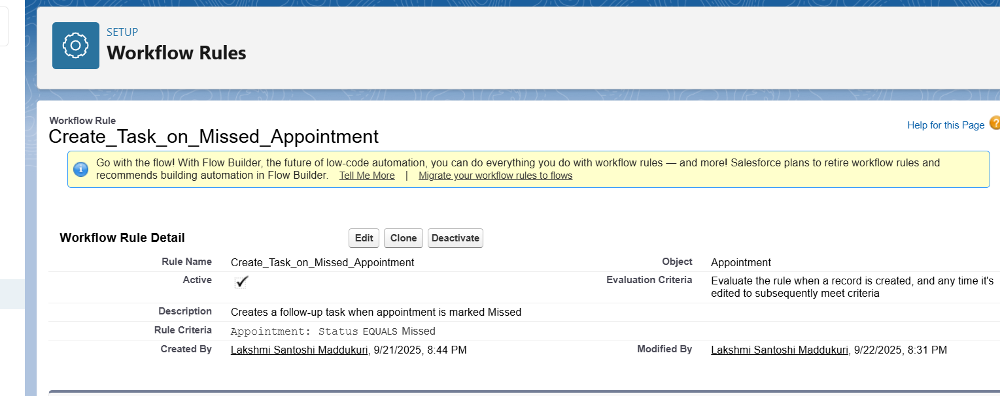 SETUP
Workflow Rules
Workflow Rule
Create_Task_on_Missed_Appointment
Help for this Page ?
i
Go with the flow! With Flow Builder, the future of low-code automation, you can do everything you do with workflow rules — and more! Salesforce plans to retire workflow rules and
recommends building automation in Flow Builder. Tell Me More | Migrate your workflow rules to flows
Workflow Rule Detail Edit Clone Deactivate
Rule Name Create_Task_on_Missed_Appointment Object Appointment
Active Evaluation Criteria Evaluate the rule when a record is created, and any time it's
edited to subsequently meet criteria
Description Creates a follow-up task when appointment is marked Missed
Rule Criteria Appointment: Status EQUALS Missed
Created By Lakshmi Santoshi Maddukuri, 9/21/2025, 8:44 PM Modified By Lakshmi Santoshi Maddukuri, 9/22/2025, 8:31 PM